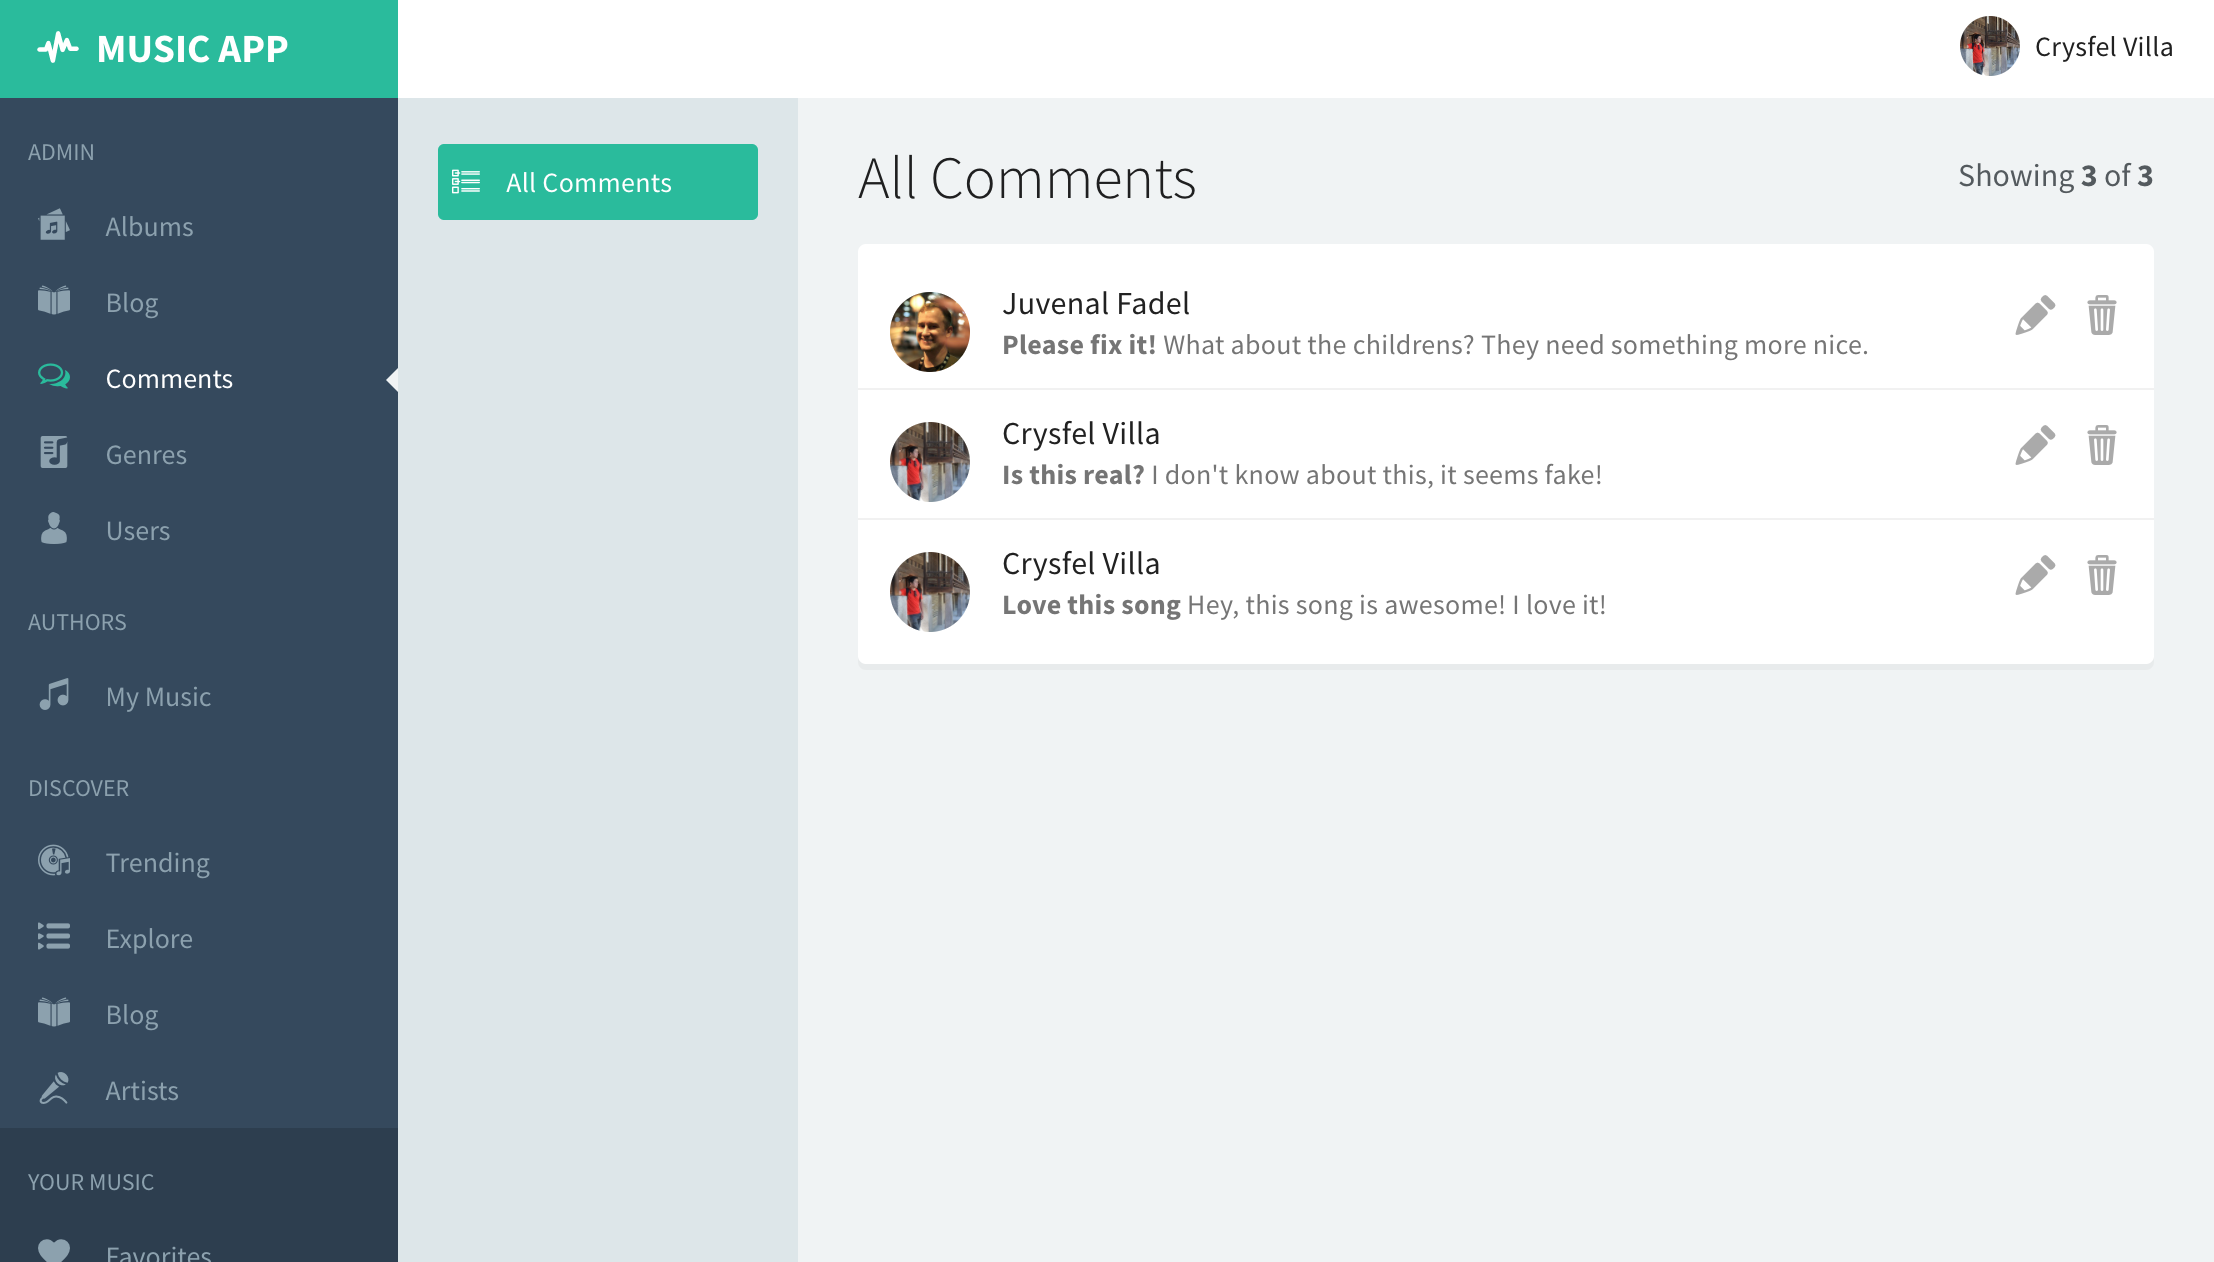 MUSIC APP
Crysfel Villa
ADMIN
Albums
Blog
Comments
Genres
Users
AUTHORS
My Music
DISCOVER
Trending
Explore
Blog
Artists
YOUR MUSIC
Favorites
All Comments
All Comments
Showing 3 of 3
Juvenal Fadel
Please fix it! What about the childrens? They need something more nice.
Crysfel Villa
Is this real? I don't know about this, it seems fake!
Crysfel Villa
Love this song Hey, this song is awesome! I love it!